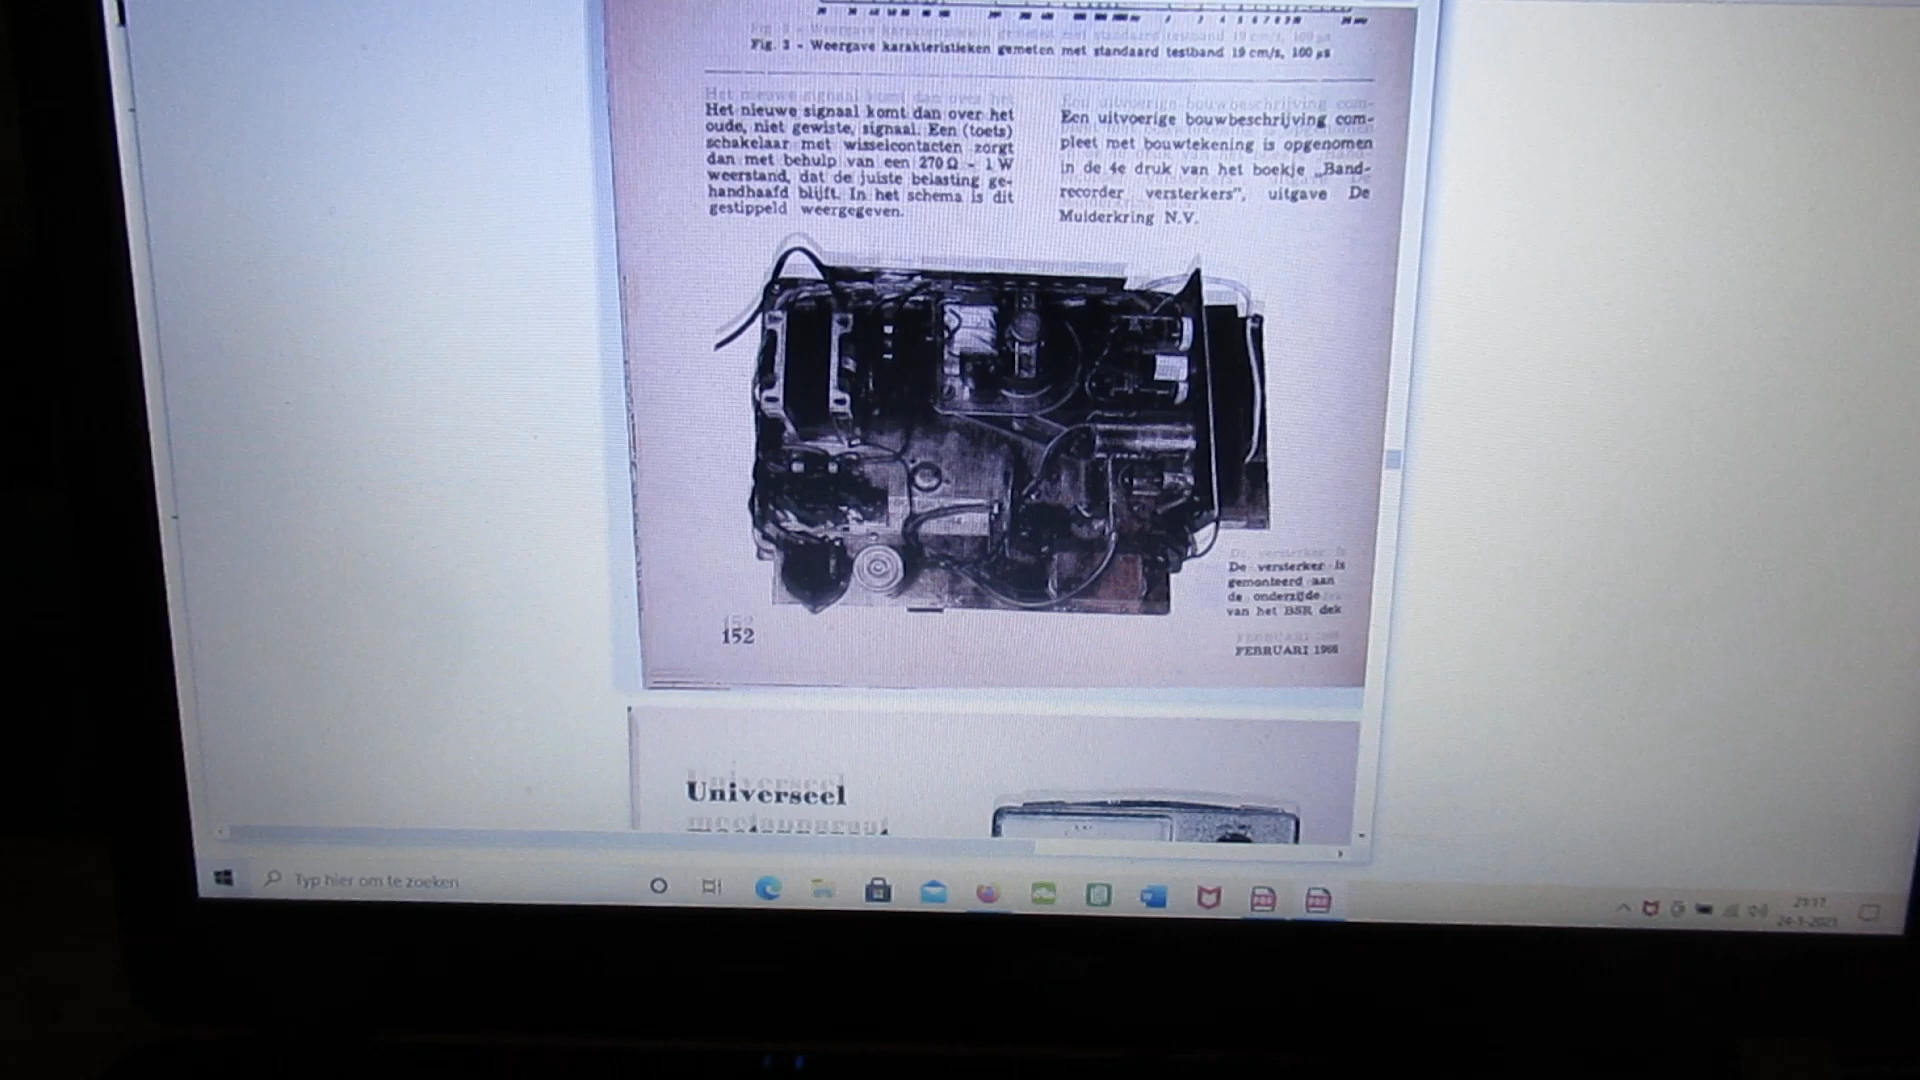 Fig. 3 - Weergave karakteristieken gemeten met standaard testband 19 cm/s, 100 µs
Het nieuwe signaal komt dan over het
oude, niet gewiste, signaal. Een (toets)
schakelaar met wisselcontacten zorgt
dan met behulp van een 270 Ω - 1 W
weerstand, dat de juiste belasting ge-
handhaafd blijft. In het schema is dit
gestippeld weergegeven.
Een uitvoerige bouwbeschrijving com-
pleet met bouwtekening is opgenomen
in de 4e druk van het boekje „Band-
recorder versterkers", uitgave De
Muiderkring N.V.
De versterker is
gemonteerd aan
de onderzijde
van het BSR dek
152
FEBRUARI
Universeel
meetapparaat
Typ hier om te zoeken
21:17